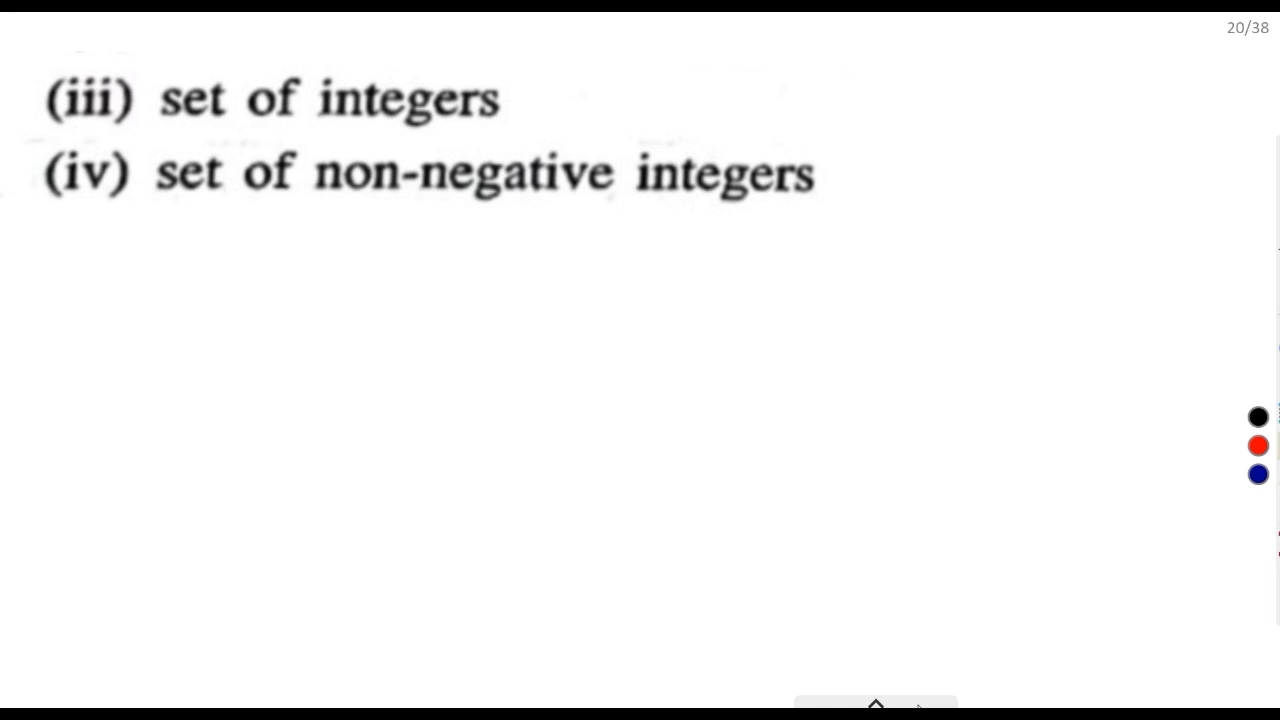 20/38
(iii) set of integers
(iv) set of non-negative integers